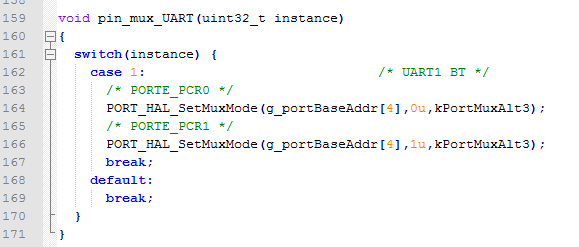 159 void pin_mux_UART(uint32_t instance)
160 {
161 switch(instance) {
162 case 1: /* UART1 BT */
163 /* PORTE_PCR0 */
164 PORT_HAL_SetMuxMode(g_portBaseAddr[4],0u,kPortMuxAlt3);
165 /* PORTE_PCR1 */
166 PORT_HAL_SetMuxMode(g_portBaseAddr[4],1u,kPortMuxAlt3);
167 break;
168 default:
169 break;
170 }
171 }